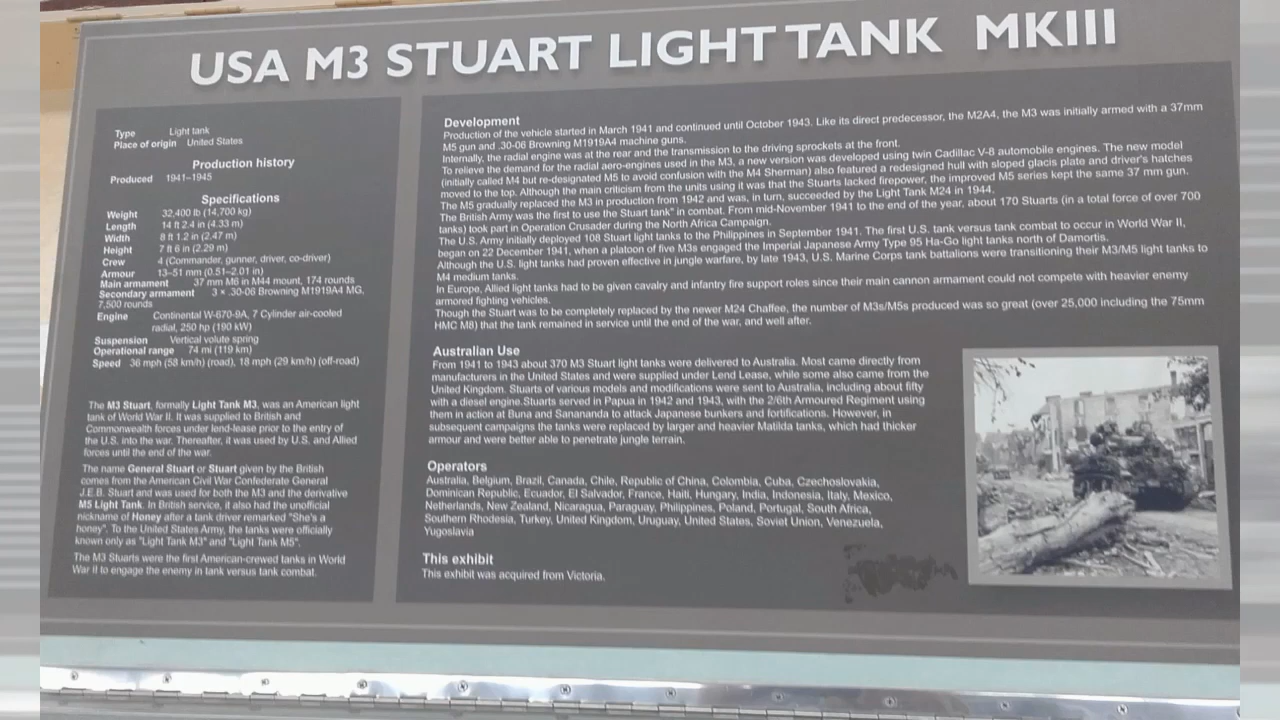 USA M3 STUART LIGHT TANK MKIII
Type Light tank
Place of origin United States
Production history
Produced 1941–1945
Specifications
Weight 32,400 lb (14,700 kg)
Length 14 ft 2.4 in (4.33 m)
Width 8 ft 1.2 in (2.47 m)
Height 7 ft 6 in (2.29 m)
Crew 4 (Commander, gunner, driver, co-driver)
Armour 13–51 mm (0.51–2.01 in)
Main armament 37 mm M6 in M44 mount, 174 rounds
Secondary armament 3 × .30-06 Browning M1919A4 MG,
7,500 rounds
Engine Continental W-670-9A, 7 Cylinder air-cooled
radial, 250 hp (190 kW)
Suspension Vertical volute spring
Operational range 74 mi (119 km)
Speed 36 mph (58 km/h) (road), 18 mph (29 km/h) (off-road)
The M3 Stuart, formally Light Tank M3, was an American light
tank of World War II. It was supplied to British and
Commonwealth forces under lend-lease prior to the entry of
the U.S. into the war. Thereafter, it was used by U.S. and Allied
forces until the end of the war.
The name General Stuart or Stuart given by the British
comes from the American Civil War Confederate General
J.E.B. Stuart and was used for both the M3 and the derivative
M5 Light Tank. In British service, it also had the unofficial
nickname of Honey after a tank driver remarked "She's a
honey". To the United States Army, the tanks were officially
known only as "Light Tank M3" and "Light Tank M5".
The M3 Stuarts were the first American-crewed tanks in World
War II to engage the enemy in tank versus tank combat.
Development
Production of the vehicle started in March 1941 and continued until October 1943. Like its direct predecessor, the M2A4, the M3 was initially armed with a 37mm
M5 gun and .30-06 Browning M1919A4 machine guns.
Internally, the radial engine was at the rear and the transmission to the driving sprockets at the front.
To relieve the demand for the radial aero-engines used in the M3, a new version was developed using twin Cadillac V-8 automobile engines. The new model
(initially called M4 but re-designated M5 to avoid confusion with the M4 Sherman) also featured a redesigned hull with sloped glacis plate and driver's hatches
moved to the top. Although the main criticism from the units using it was that the Stuarts lacked firepower, the improved M5 series kept the same 37 mm gun.
The M5 gradually replaced the M3 in production from 1942 and was, in turn, succeeded by the Light Tank M24 in 1944.
The British Army was the first to use the Stuart tank" in combat. From mid-November 1941 to the end of the year, about 170 Stuarts (in a total force of over 700
tanks) took part in Operation Crusader during the North Africa Campaign.
The U.S. Army initially deployed 108 Stuart light tanks to the Philippines in September 1941. The first U.S. tank versus tank combat to occur in World War II,
began on 22 December 1941, when a platoon of five M3s engaged the Imperial Japanese Army Type 95 Ha-Go light tanks north of Damortis.
Although the U.S. light tanks had proven effective in jungle warfare, by late 1943, U.S. Marine Corps tank battalions were transitioning their M3/M5 light tanks to
M4 medium tanks.
In Europe, Allied light tanks had to be given cavalry and infantry fire support roles since their main cannon armament could not compete with heavier enemy
armored fighting vehicles.
Though the Stuart was to be completely replaced by the newer M24 Chaffee, the number of M3s/M5s produced was so great (over 25,000 including the 75mm
HMC M8) that the tank remained in service until the end of the war, and well after.
Australian Use
From 1941 to 1943 about 370 M3 Stuart light tanks were delivered to Australia. Most came directly from
manufacturers in the United States and were supplied under Lend Lease, while some also came from the
United Kingdom. Stuarts of various models and modifications were sent to Australia, including about fifty
with a diesel engine.Stuarts served in Papua in 1942 and 1943, with the 2/6th Armoured Regiment using
them in action at Buna and Sanananda to attack Japanese bunkers and fortifications. However, in
subsequent campaigns the tanks were replaced by larger and heavier Matilda tanks, which had thicker
armour and were better able to penetrate jungle terrain.
Operators
Australia, Belgium, Brazil, Canada, Chile, Republic of China, Colombia, Cuba, Czechoslovakia,
Dominican Republic, Ecuador, El Salvador, France, Haiti, Hungary, India, Indonesia, Italy, Mexico,
Netherlands, New Zealand, Nicaragua, Paraguay, Philippines, Poland, Portugal, South Africa,
Southern Rhodesia, Turkey, United Kingdom, Uruguay, United States, Soviet Union, Venezuela,
Yugoslavia
This exhibit
This exhibit was acquired from Victoria.